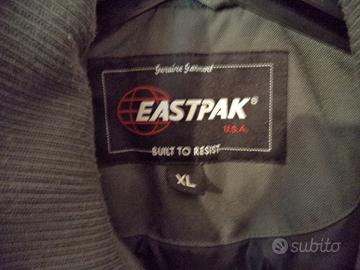 Genuine Garment
EASTPAK®
U.S.A.
BUILT TO RESIST
XL
subito